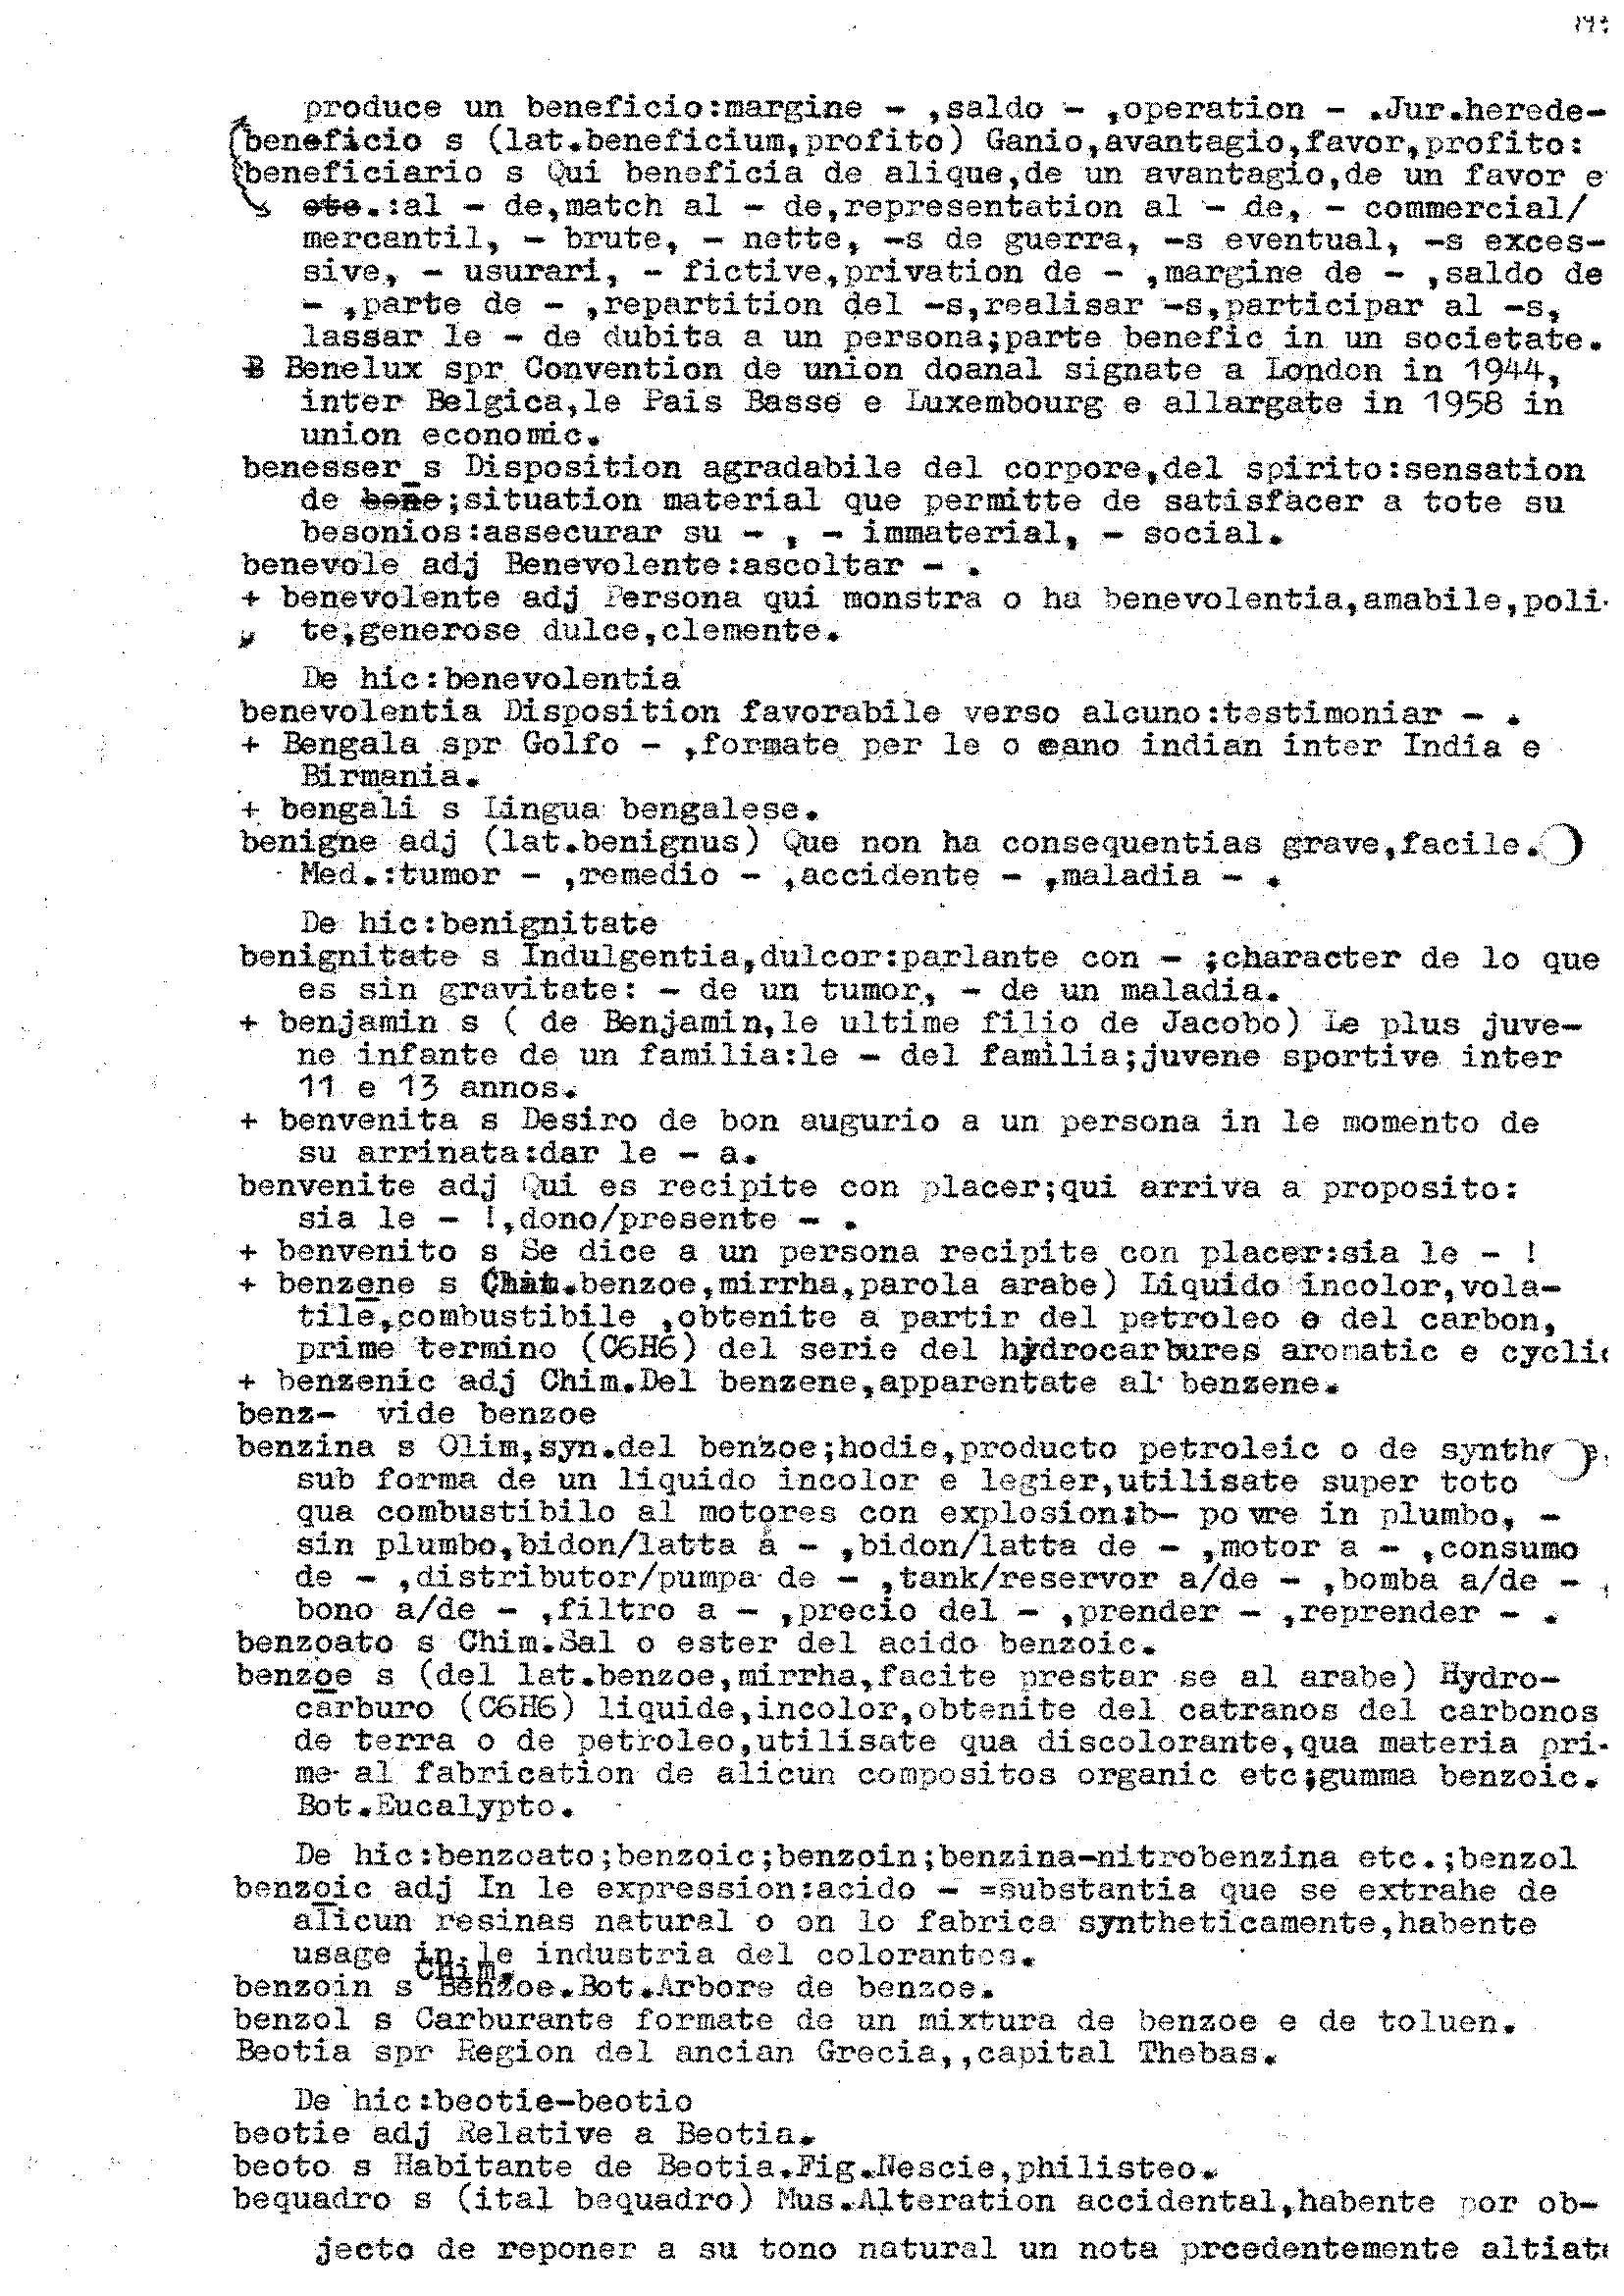 produce un beneficio:margine - ,saldo - ,operation - .Jur.herede-
beneficio s (lat.beneficium,profito) Ganio,avantagio,favor,profito:
beneficiario s Qui beneficia de alique,de un avantagio,de un favor e
etc.:al - de,match al - de,representation al - de, - commercial/
mercantil, - brute, - nette, -s de guerra, -s eventual, -s exces-
sive, - usurari, - fictive,privation de - ,margine de - ,saldo de
- ,parte de - ,repartition del -s,realisar -s,participar al -s,
lassar le - de dubita a un persona;parte benefic in un societate.
B Benelux spr Convention de union doanal signate a London in 1944,
inter Belgica,le Pais Basse e Luxembourg e allargate in 1958 in
union economic.
benesser s Disposition agradabile del corpore,del spirito:sensation
de bene;situation material que permitte de satisfacer a tote su
besonios:assecurar su - , - immaterial, - social.
benevole adj Benevolente:ascoltar - .
+ benevolente adj Persona qui monstra o ha benevolentia,amabile,poli-
te,generose dulce,clemente.
De hic:benevolentia
benevolentia Disposition favorabile verso alcuno:testimoniar - .
+ Bengala spr Golfo - ,formate per le o eano indian inter India e
Birmania.
+ bengali s Lingua bengalese.
benigne adj (lat.benignus) Que non ha consequentias grave,facile.
Med.:tumor - ,remedio - ,accidente - ,maladia - .
De hic:benignitate
benignitate s Indulgentia,dulcor:parlante con - ;character de lo que
es sin gravitate: - de un tumor, - de un maladia.
+ benjamin s ( de Benjamin,le ultime filio de Jacobo) Le plus juve-
ne infante de un familia:le - del familia;juvene sportive inter
11 e 13 annos.
+ benvenita s Desiro de bon augurio a un persona in le momento de
su arrinata:dar le - a.
benvenite adj Qui es recipite con placer;qui arriva a proposito:
sia le - !,dono/presente - .
+ benvenito s Se dice a un persona recipite con placer:sia le - !
+ benzene s (Chim.benzoe,mirrha,parola arabe) Liquido incolor,vola-
tile,combustibile ,obtenite a partir del petroleo e del carbon,
prime termino (C6H6) del serie del hydrocarbures aromatic e cyclic
+ benzenic adj Chim.Del benzene,apparentate al benzene.
benz- vide benzoe
benzina s Olim,syn.del benzoe;hodie,producto petroleic o de synthe
sub forma de un liquido incolor e legier,utilisate super toto
qua combustibilo al motores con explosion:b- povre in plumbo, -
sin plumbo,bidon/latta a - ,bidon/latta de - ,motor a - ,consumo
de - ,distributor/pumpa de - ,tank/reservor a/de - ,bomba a/de - ,
bono a/de - ,filtro a - ,precio del - ,prender - ,reprender - .
benzoato s Chim.Sal o ester del acido benzoic.
benzoe s (del lat.benzoe,mirrha,facite prestar se al arabe) Hydro-
carburo (C6H6) liquide,incolor,obtenite del catranos del carbonos
de terra o de petroleo,utilisate qua discolorante,qua materia pri-
me al fabrication de alicun compositos organic etc;gumma benzoic.
Bot.Eucalypto.
De hic:benzoato;benzoic;benzoin;benzina-nitrobenzina etc.;benzol
benzoic adj In le expression:acido - =substantia que se extrahe de
alicun resinas natural o on lo fabrica syntheticamente,habente
usage in le industria del colorantes.
Chim.
benzoin s Benzoe.Bot.Arbore de benzoe.
benzol s Carburante formate de un mixtura de benzoe e de toluen.
Beotia spr Region del ancian Grecia,,capital Thebas.
De hic:beotie-beotio
beotie adj Relative a Beotia.
beoto s Habitante de Beotia.Fig.Nescie,philisteo.
bequadro s (ital bequadro) Mus.Alteration accidental,habente por ob-
jecto de reponer a su tono natural un nota prcedentemente altiate